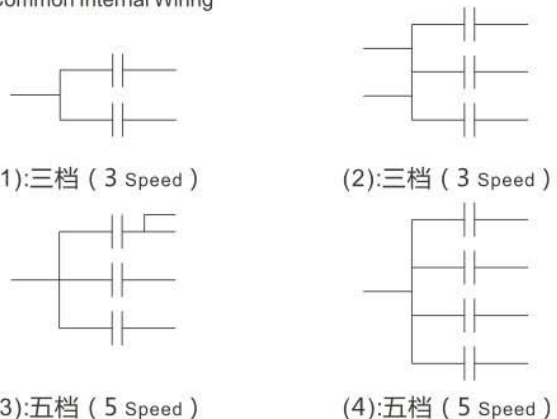 Common Internal Wiring
1):三档 ( 3 Speed )
(2):三档 ( 3 Speed )
3):五档 ( 5 Speed )
(4):五档 ( 5 Speed )